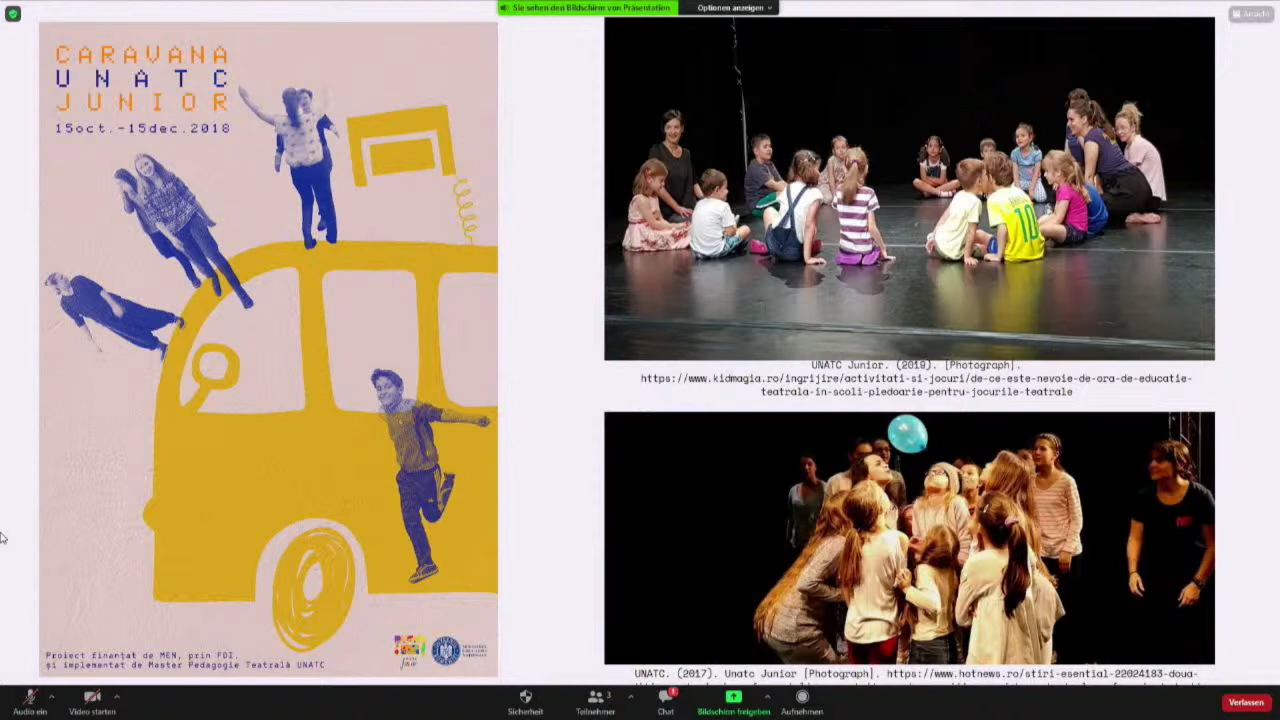 Sie sehen den Bildschirm von Präsentation
Optionen anzeigen
Ansicht
CARAVANA
UNATC
JUNIOR
15oct.-15dec.2018
Proiect finanțat de MEN, prin FDI,
și implementat de Master Pedagogie Teatrală UNATC
10
UNATC Junior. (2019). [Photograph].
https://www.kidmagia.ro/ingrijire/activitati-si-jocuri/de-ce-este-nevoie-de-ora-de-educatie-
teatrala-in-scoli-pledoarie-pentru-jocurile-teatrale
UNATC. (2017). Unatc Junior [Photograph]. https://www.hotnews.ro/stiri-esential-22024183-doua-
Audio ein
Video starten
Sicherheit
3
Teilnehmer
1
Chat
Bildschirm freigeben
Aufnehmen
Verlassen